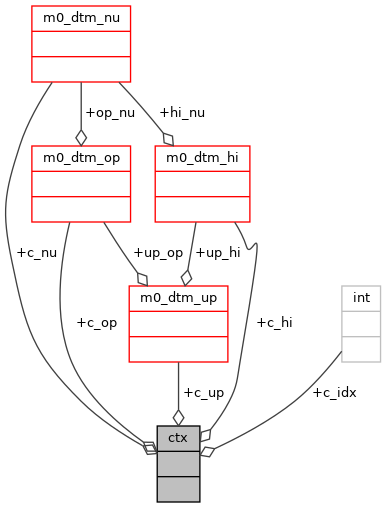 m0_dtm_nu
+op_nu
+hi_nu
m0_dtm_op
m0_dtm_hi
+c_nu
+up_op
+up_hi
m0_dtm_up
int
+c_op
+c_hi
+c_up
+c_idx
ctx